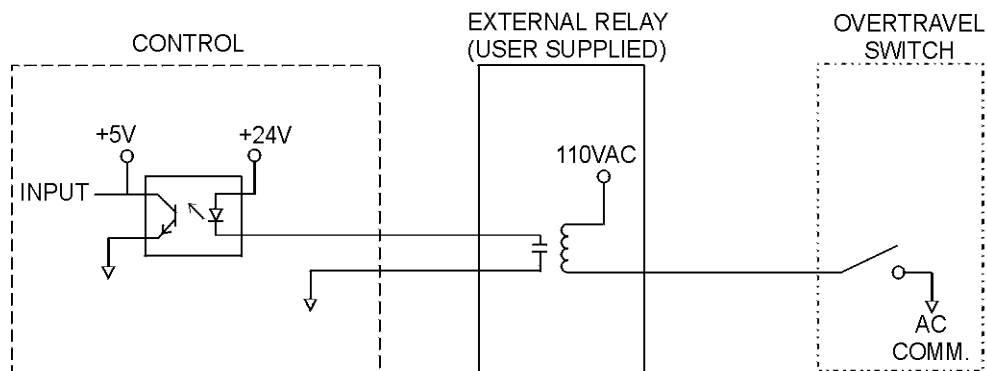 CONTROL
EXTERNAL RELAY
(USER SUPPLIED)
OVERTRAVEL
SWITCH
+5V
+24V
INPUT
110VAC
AC
COMM.